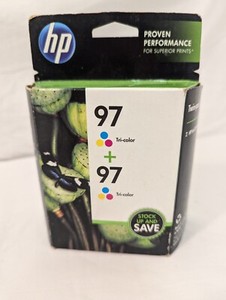 hp
PROVEN
PERFORMANCE
FOR SUPERIOR PRINTS*
97
Tri-color
+
97
Tri-color
STOCK
UP AND
SAVE